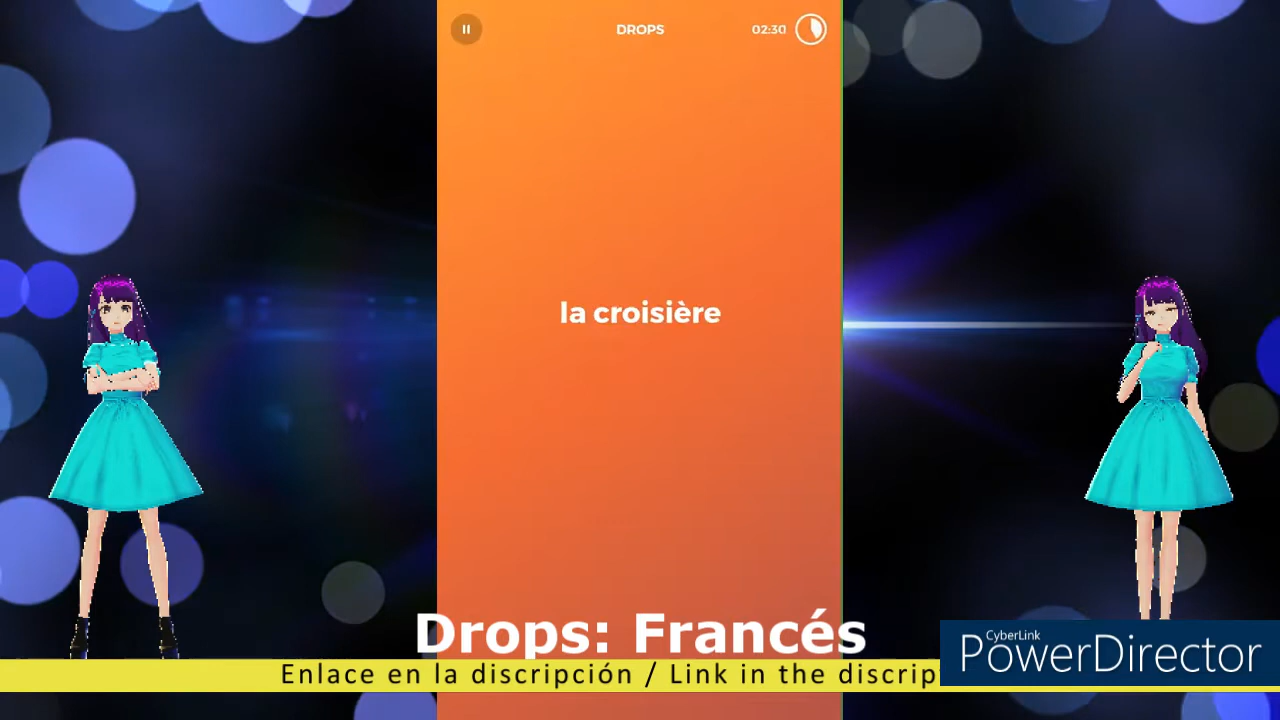 DROPS
02:30
la croisière
Drops: Francés
Enlace en la discripción / Link in the discrip
CyberLink
PowerDirector